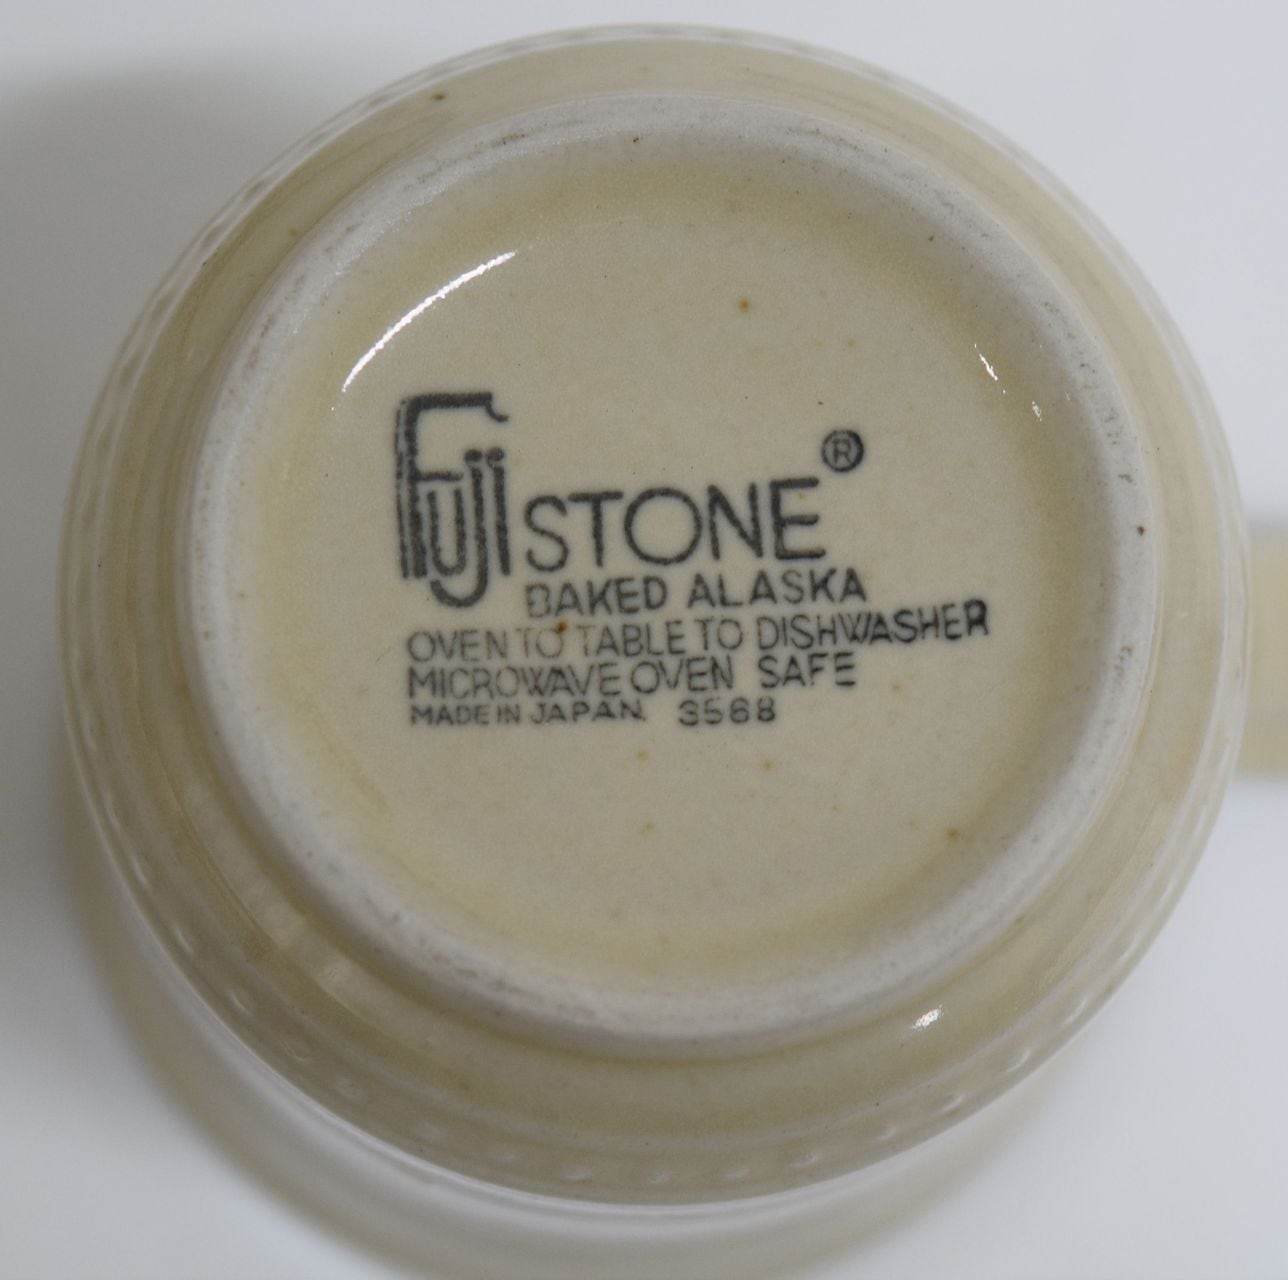 Fuji STONE ®
BAKED ALASKA
OVEN TO TABLE TO DISHWASHER
MICROWAVE OVEN SAFE
MADE IN JAPAN 3568